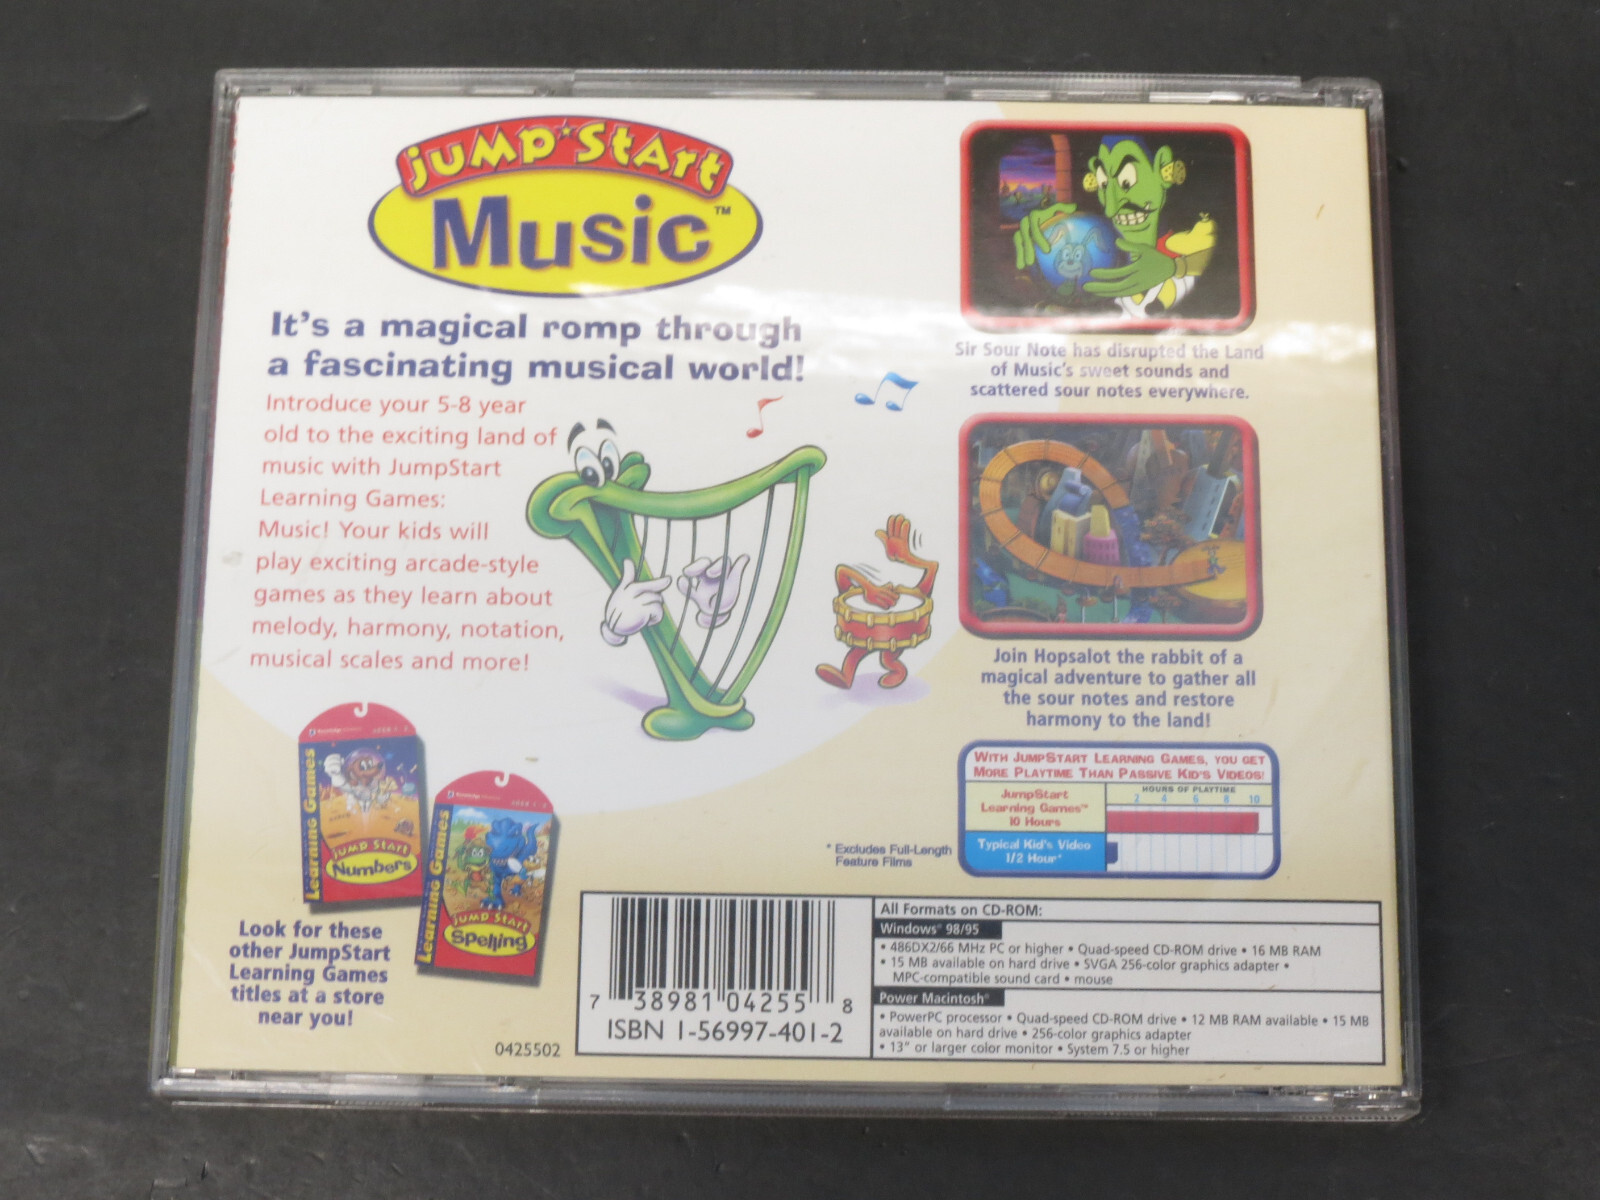 JumpStart
Music™
It's a magical romp through
a fascinating musical world!
Introduce your 5-8 year
old to the exciting land of
music with JumpStart
Learning Games:
Music! Your kids will
play exciting arcade-style
games as they learn about
melody, harmony, notation,
musical scales and more!
Sir Sour Note has disrupted the Land
of Music's sweet sounds and
scattered sour notes everywhere.
Join Hopsalot the rabbit of a
magical adventure to gather all
the sour notes and restore
harmony to the land!
With JumpStart Learning Games, you get
More Playtime Than Passive Kid's Videos!
JumpStart
Learning Games™
10 Hours
HOURS OF PLAYTIME
2 4 6 8 10
Typical Kid's Video
1/2 Hour*
* Excludes Full-Length
Feature Films
Learning Games
JumpStart
Numbers
Learning Games
JumpStart
Spelling
Look for these
other JumpStart
Learning Games
titles at a store
near you!
0425502
7 38981 04255 8
ISBN 1-56997-401-2
All Formats on CD-ROM:
Windows® 98/95
• 486DX2/66 MHz PC or higher • Quad-speed CD-ROM drive • 16 MB RAM
• 15 MB available on hard drive • SVGA 256-color graphics adapter •
MPC-compatible sound card • mouse
Power Macintosh®
• PowerPC processor • Quad-speed CD-ROM drive • 12 MB RAM available • 15 MB
available on hard drive • 256-color graphics adapter
• 13" or larger color monitor • System 7.5 or higher